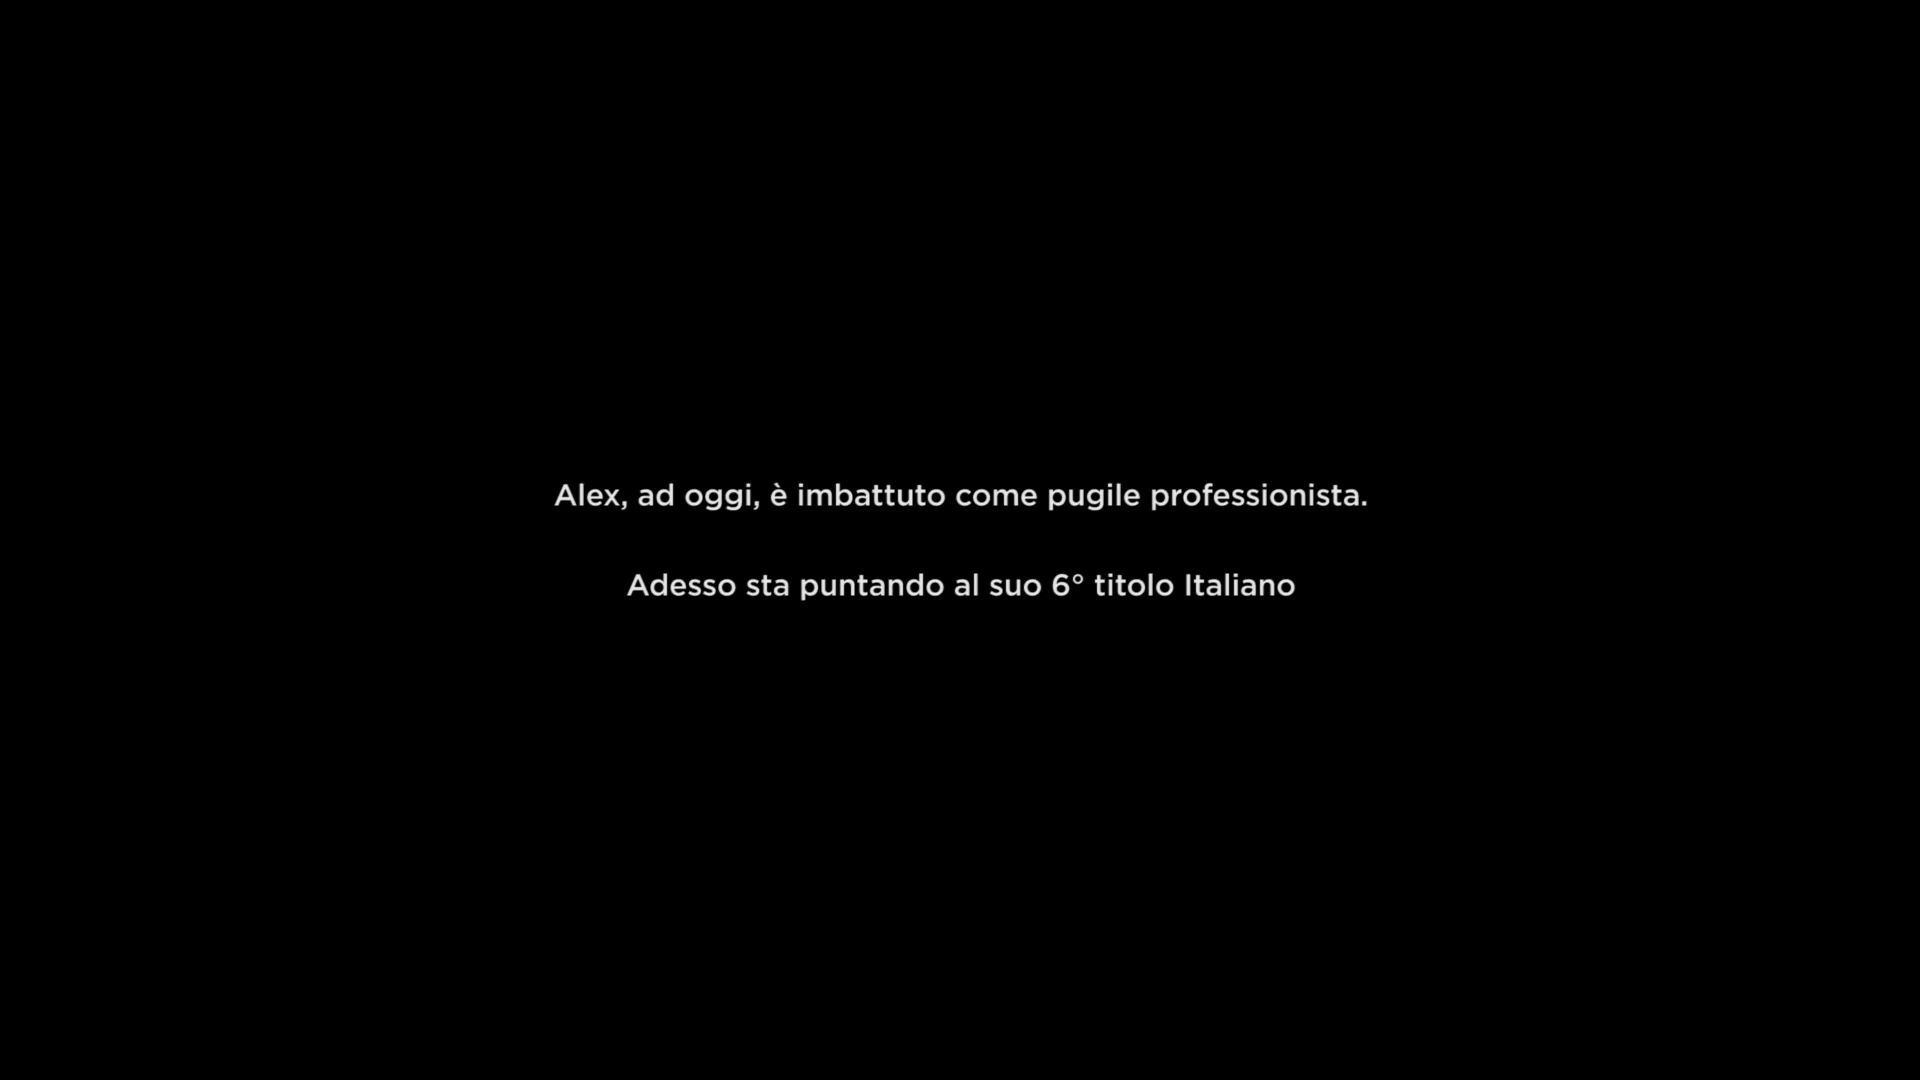 Alex, ad oggi, è imbattuto come pugile professionista.
Adesso sta puntando al suo 6° titolo Italiano